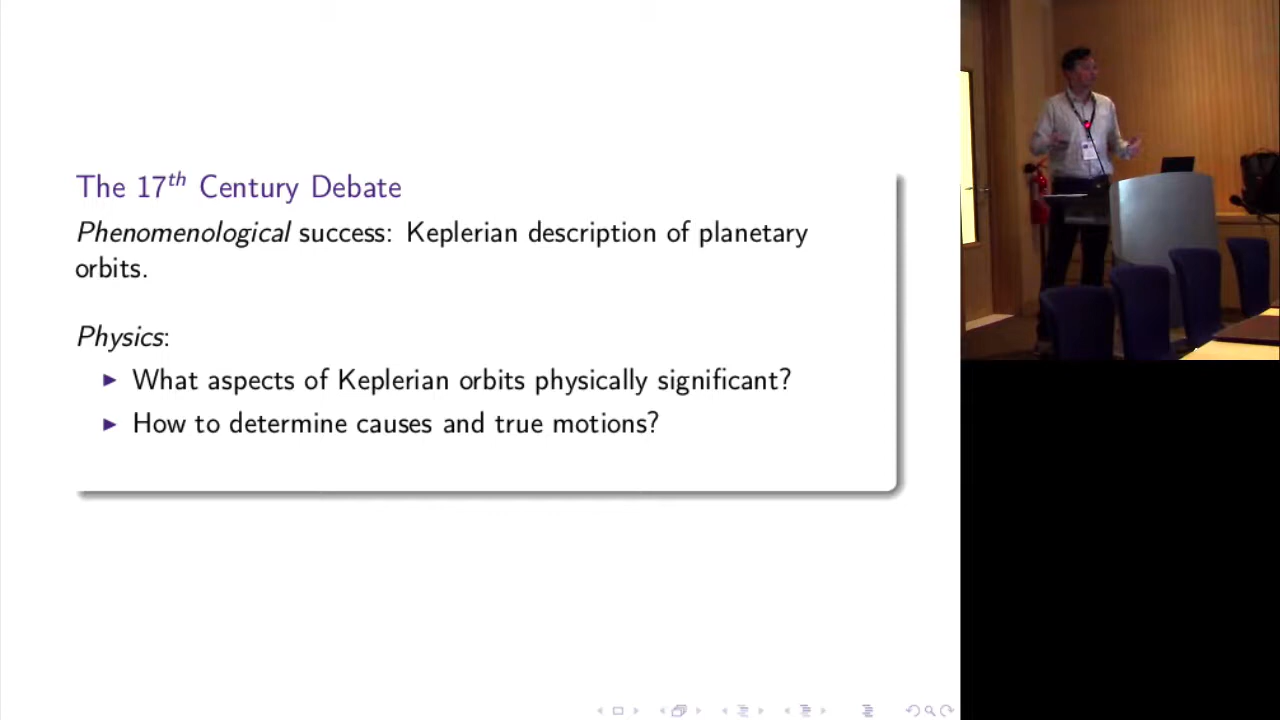 The 17th Century Debate
Phenomenological success: Keplerian description of planetary
orbits.
Physics:
▶ What aspects of Keplerian orbits physically significant?
▶ How to determine causes and true motions?